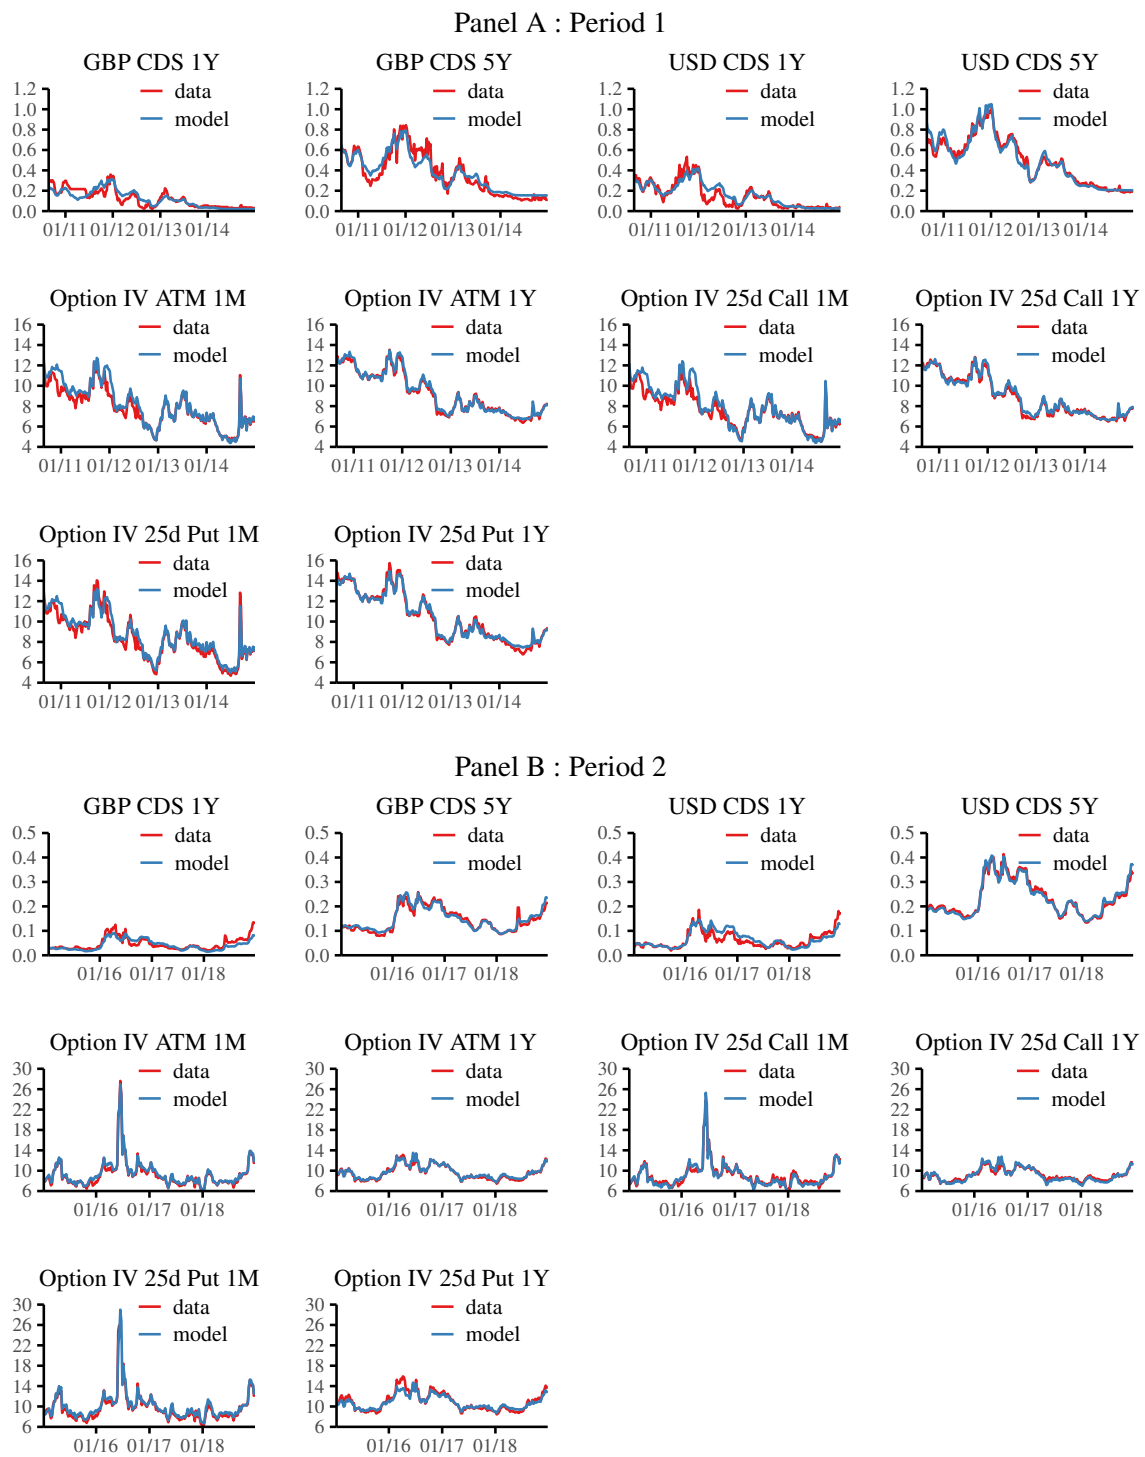 Panel A : Period 1
GBP CDS 1Y
GBP CDS 5Y
USD CDS 1Y
USD CDS 5Y
1.2
1.0
0.8
0.6
0.4
0.2
0.0
data
model
01/11 01/12 01/13 01/14
1.2
1.0
0.8
0.6
0.4
0.2
0.0
data
model
01/11 01/12 01/13 01/14
1.2
1.0
0.8
0.6
0.4
0.2
0.0
data
model
01/11 01/12 01/13 01/14
1.2
1.0
0.8
0.6
0.4
0.2
0.0
data
model
01/11 01/12 01/13 01/14
Option IV ATM 1M
Option IV ATM 1Y
Option IV 25d Call 1M
Option IV 25d Call 1Y
16
14
12
10
8
6
4
data
model
01/11 01/12 01/13 01/14
16
14
12
10
8
6
4
data
model
01/11 01/12 01/13 01/14
16
14
12
10
8
6
4
data
model
01/11 01/12 01/13 01/14
16
14
12
10
8
6
4
data
model
01/11 01/12 01/13 01/14
Option IV 25d Put 1M
Option IV 25d Put 1Y
16
14
12
10
8
6
4
data
model
01/11 01/12 01/13 01/14
16
14
12
10
8
6
4
data
model
01/11 01/12 01/13 01/14
Panel B : Period 2
GBP CDS 1Y
GBP CDS 5Y
USD CDS 1Y
USD CDS 5Y
0.5
0.4
0.3
0.2
0.1
0.0
data
model
01/16 01/17 01/18
0.5
0.4
0.3
0.2
0.1
0.0
data
model
01/16 01/17 01/18
0.5
0.4
0.3
0.2
0.1
0.0
data
model
01/16 01/17 01/18
0.5
0.4
0.3
0.2
0.1
0.0
data
model
01/16 01/17 01/18
Option IV ATM 1M
Option IV ATM 1Y
Option IV 25d Call 1M
Option IV 25d Call 1Y
30
26
22
18
14
10
6
data
model
01/16 01/17 01/18
30
26
22
18
14
10
6
data
model
01/16 01/17 01/18
30
26
22
18
14
10
6
data
model
01/16 01/17 01/18
30
26
22
18
14
10
6
data
model
01/16 01/17 01/18
Option IV 25d Put 1M
Option IV 25d Put 1Y
30
26
22
18
14
10
6
data
model
01/16 01/17 01/18
30
26
22
18
14
10
6
data
model
01/16 01/17 01/18